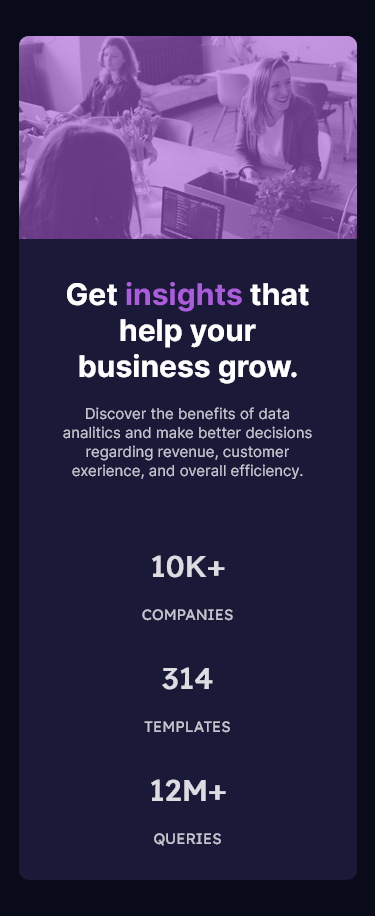 Get insights that
help your
business grow.
Discover the benefits of data
analitics and make better decisions
regarding revenue, customer
exerience, and overall efficiency.
10K+
COMPANIES
314
TEMPLATES
12M+
QUERIES